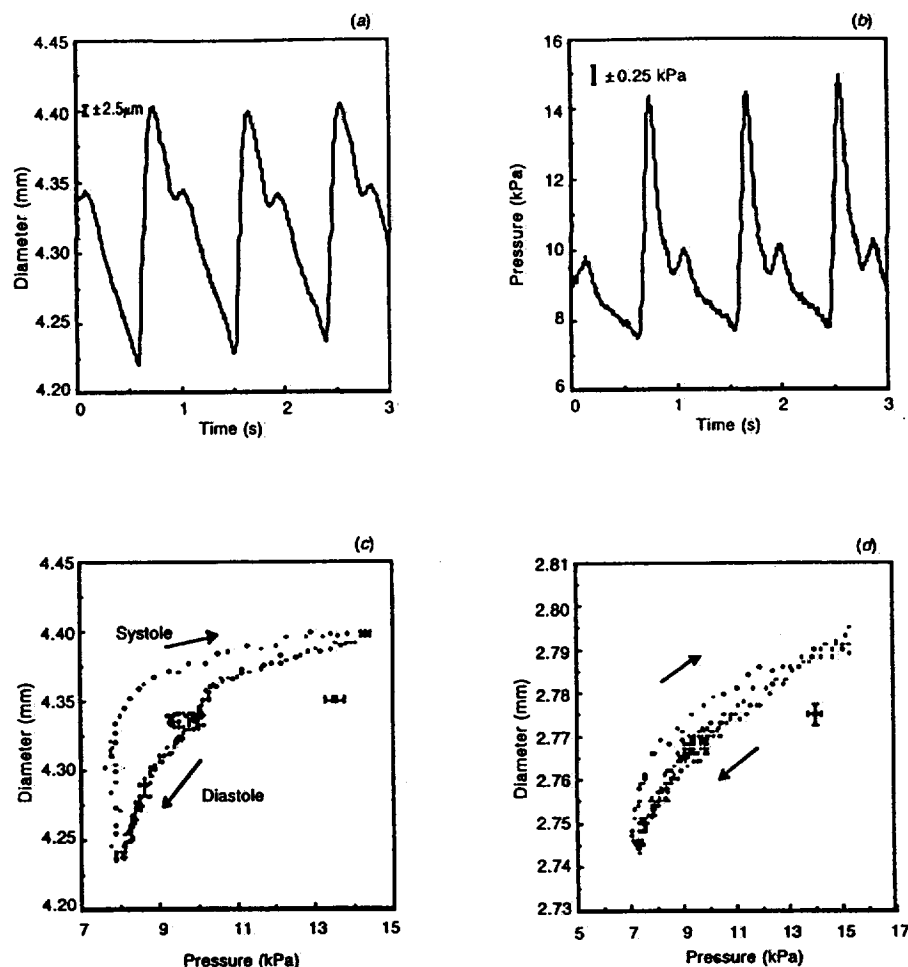 (a)
4.45
4.40
4.35
4.30
4.25
4.20
Diameter (mm)
±2.5μm
0 1 2 3
Time (s)
(b)
16
14
12
10
8
6
Pressure (kPa)
±0.25 kPa
0 1 2 3
Time (s)
(c)
4.45
4.40
4.35
4.30
4.25
4.20
Diameter (mm)
Systole
Diastole
7 9 11 13 15
Pressure (kPa)
(d)
2.81
2.80
2.79
2.78
2.77
2.76
2.75
2.74
2.73
Diameter (mm)
5 7 9 11 13 15 17
Pressure (kPa)